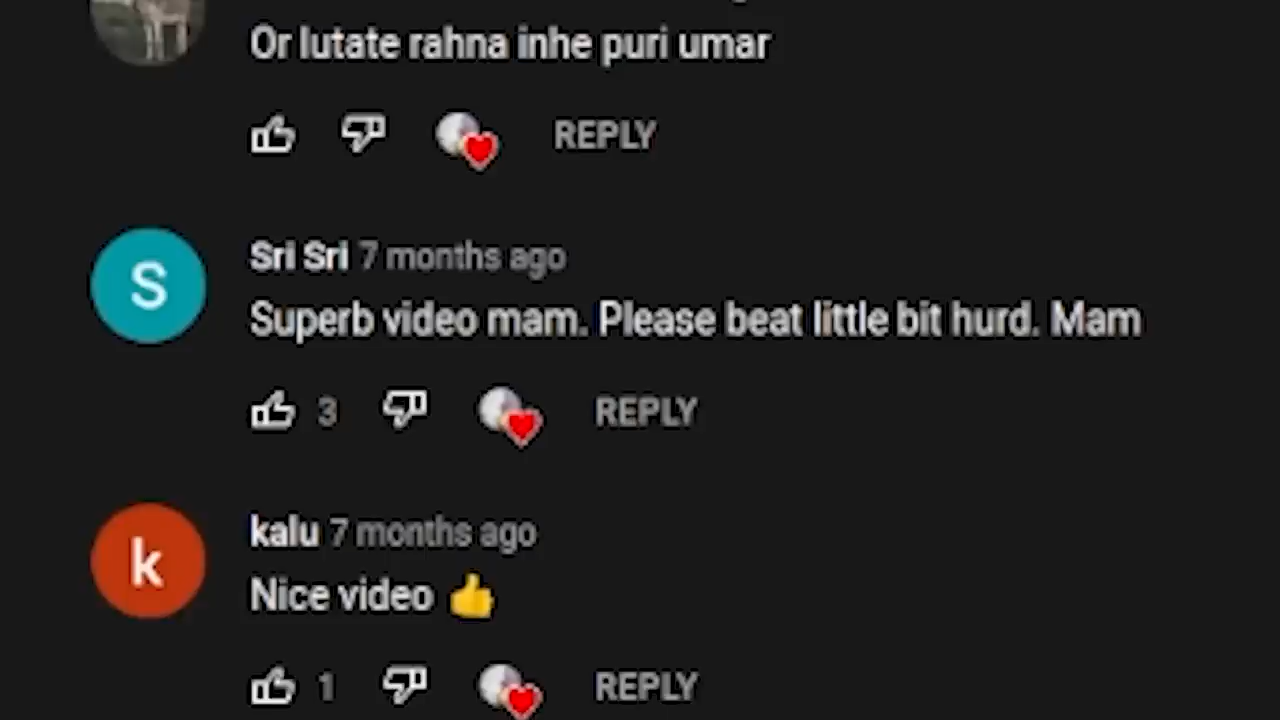 Or lutate rahna inhe puri umar
REPLY
S
Sri Sri 7 months ago
Superb video mam. Please beat little bit hurd. Mam
3 REPLY
k
kalu 7 months ago
Nice video 👍
1 REPLY